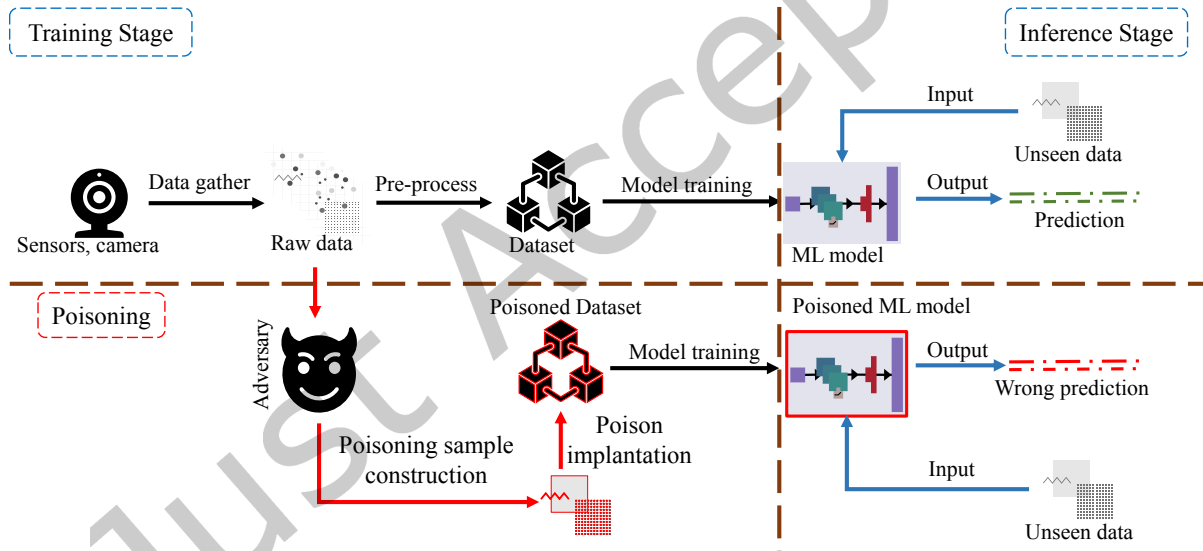 Training Stage
Inference Stage
Input
Unseen data
Data gather
Pre-process
Model training
Output
Sensors, camera
Raw data
Dataset
ML model
Prediction
Poisoning
Poisoned Dataset
Poisoned ML model
Adversary
Model training
Output
Wrong prediction
Poisoning sample
construction
Poison
implantation
Input
Unseen data
Just Accep